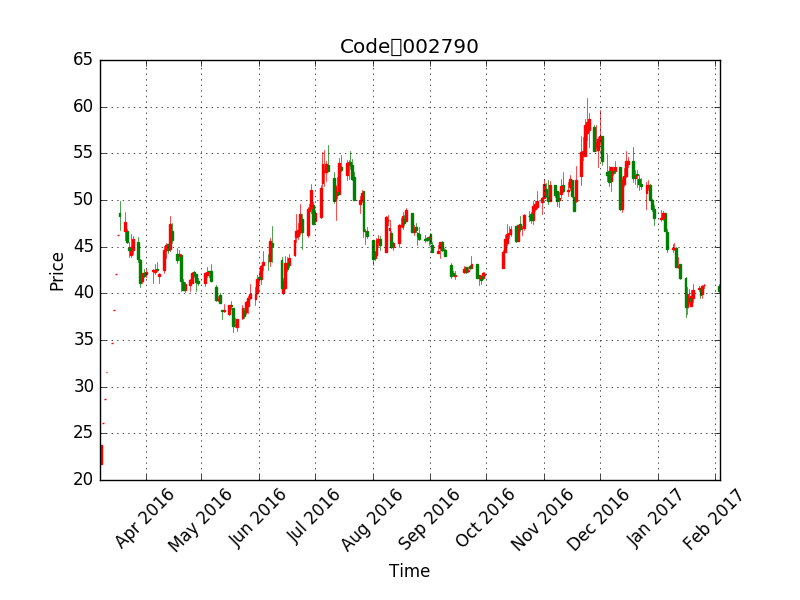 Code▯002790
65
60
55
50
45
40
35
30
25
20
Price
Apr 2016
May 2016
Jun 2016
Jul 2016
Aug 2016
Sep 2016
Oct 2016
Nov 2016
Dec 2016
Jan 2017
Feb 2017
Time